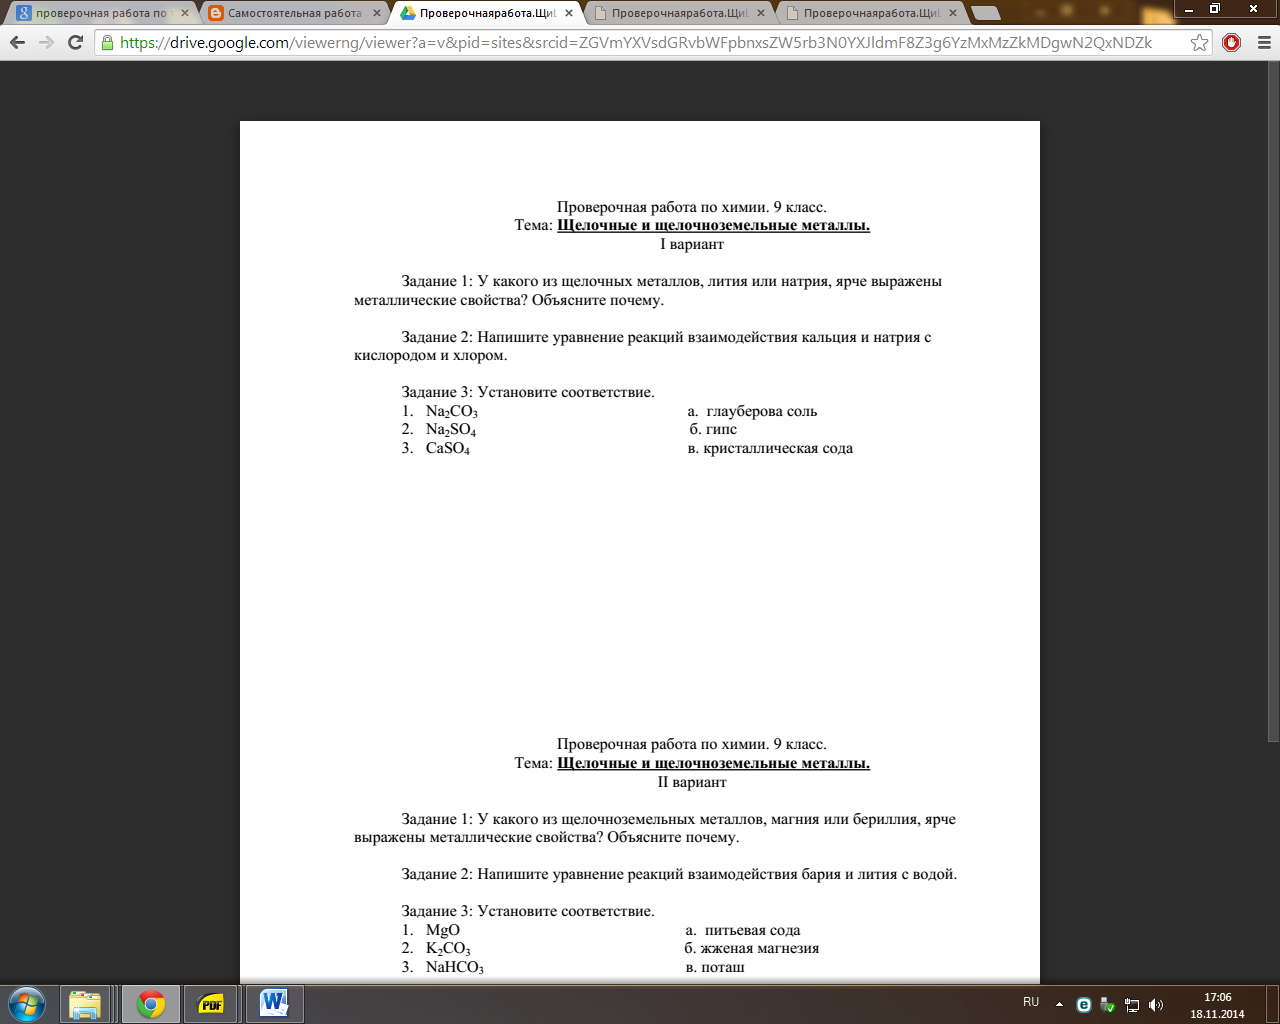 проверочная работа по
Самостоятельная работа
Проверочнаяработа.Щи
Проверочнаяработа.Щи
Проверочнаяработа.Щи
https://drive.google.com/viewerng/viewer?a=v&pid=sites&srcid=ZGVmYXVsdGRvbWFpbnxsZW5rb3N0YXJldmF8Z3g6YzMxMzZkMDgwN2QxNDZk
Проверочная работа по химии. 9 класс.
Тема: Щелочные и щелочноземельные металлы.
I вариант
Задание 1: У какого из щелочных металлов, лития или натрия, ярче выражены
металлические свойства? Объясните почему.
Задание 2: Напишите уравнение реакций взаимодействия кальция и натрия с
кислородом и хлором.
Задание 3: Установите соответствие.
1. Na₂CO₃ а. глауберова соль
2. Na₂SO₄ б. гипс
3. CaSO₄ в. кристаллическая сода
Проверочная работа по химии. 9 класс.
Тема: Щелочные и щелочноземельные металлы.
II вариант
Задание 1: У какого из щелочноземельных металлов, магния или бериллия, ярче
выражены металлические свойства? Объясните почему.
Задание 2: Напишите уравнение реакций взаимодействия бария и лития с водой.
Задание 3: Установите соответствие.
1. MgO а. питьевая сода
2. K₂CO₃ б. жженая магнезия
3. NaHCO₃ в. поташ
PDF
RU
17:06
18.11.2014